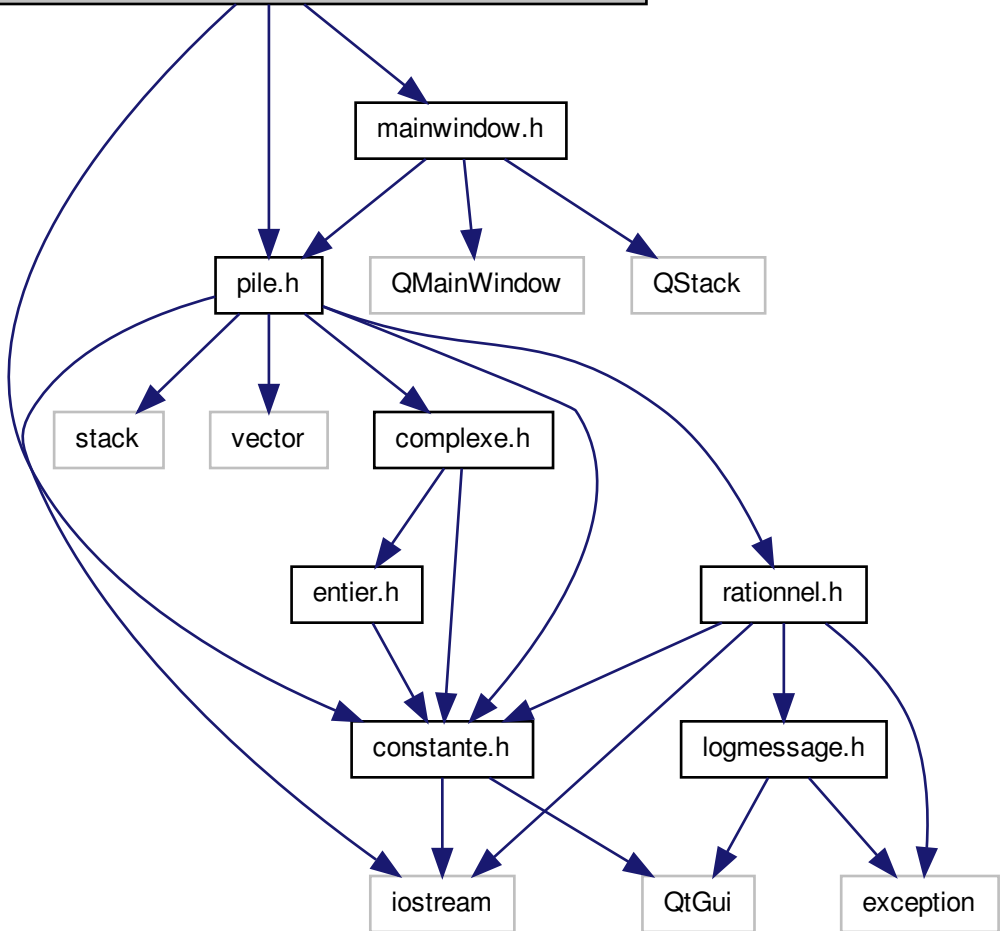 mainwindow.h
pile.h
QMainWindow
QStack
stack
vector
complexe.h
entier.h
rationnel.h
constante.h
logmessage.h
iostream
QtGui
exception